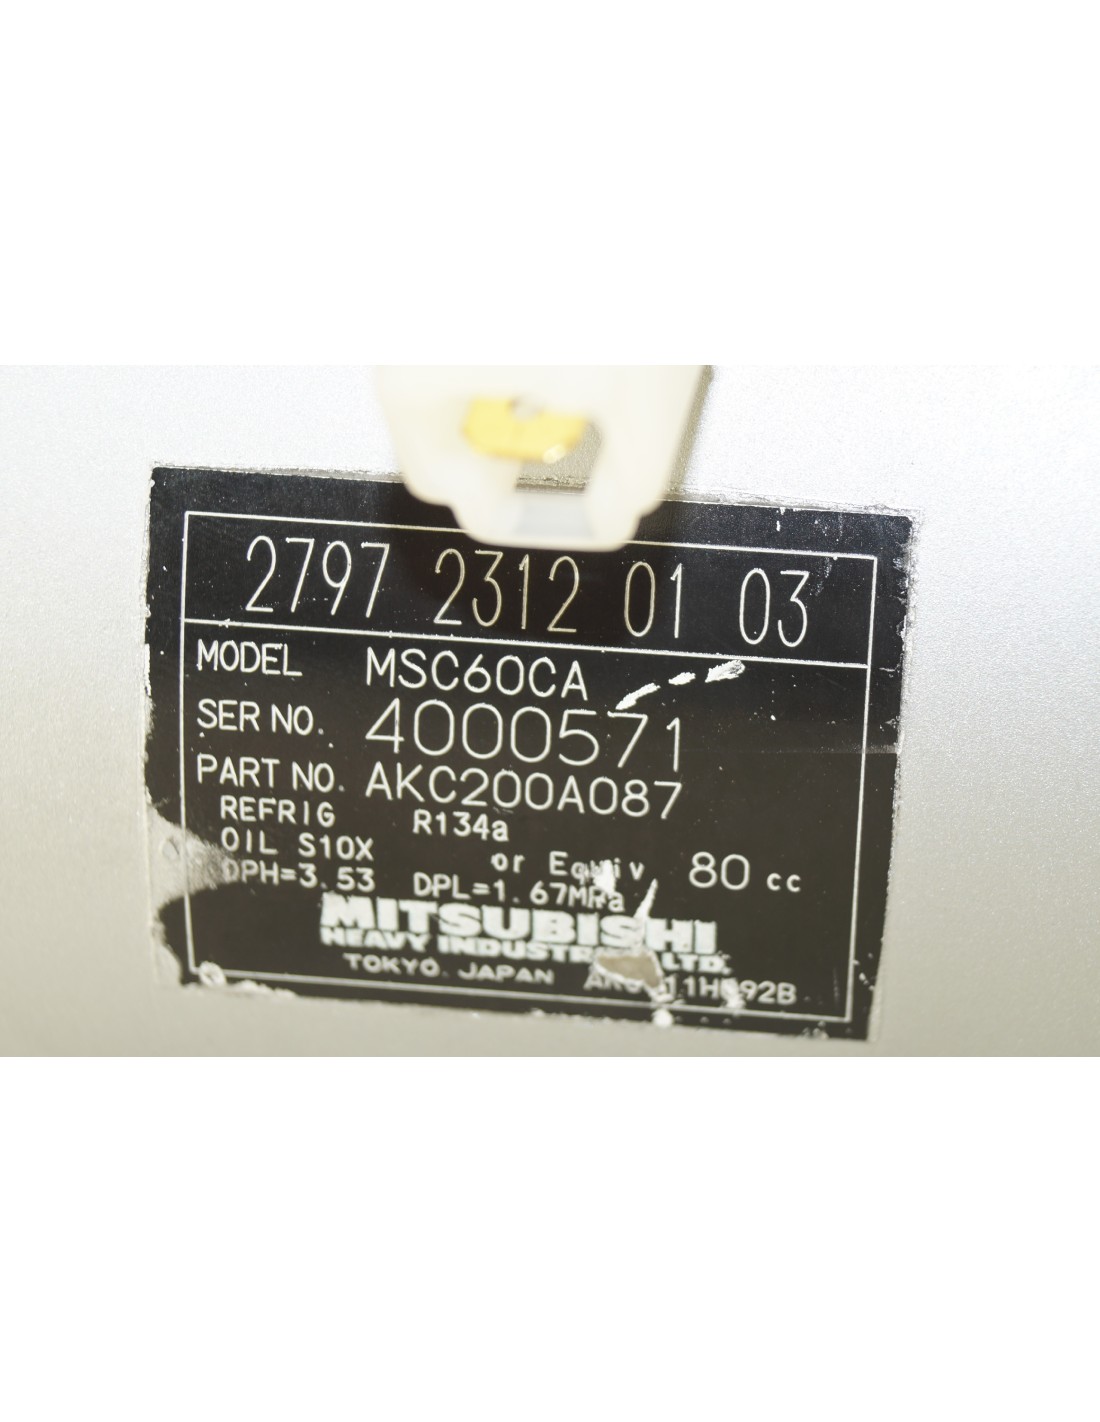 2797 2312 01 03
MODEL MSC60CA
SER NO. 4000571
PART NO. AKC200A087
REFRIG R134a
OIL S10X or Equiv 80 cc
DPH=3.53 DPL=1.67MPa
MITSUBISHI
HEAVY INDUSTRIES, LTD.
TOKYO. JAPAN